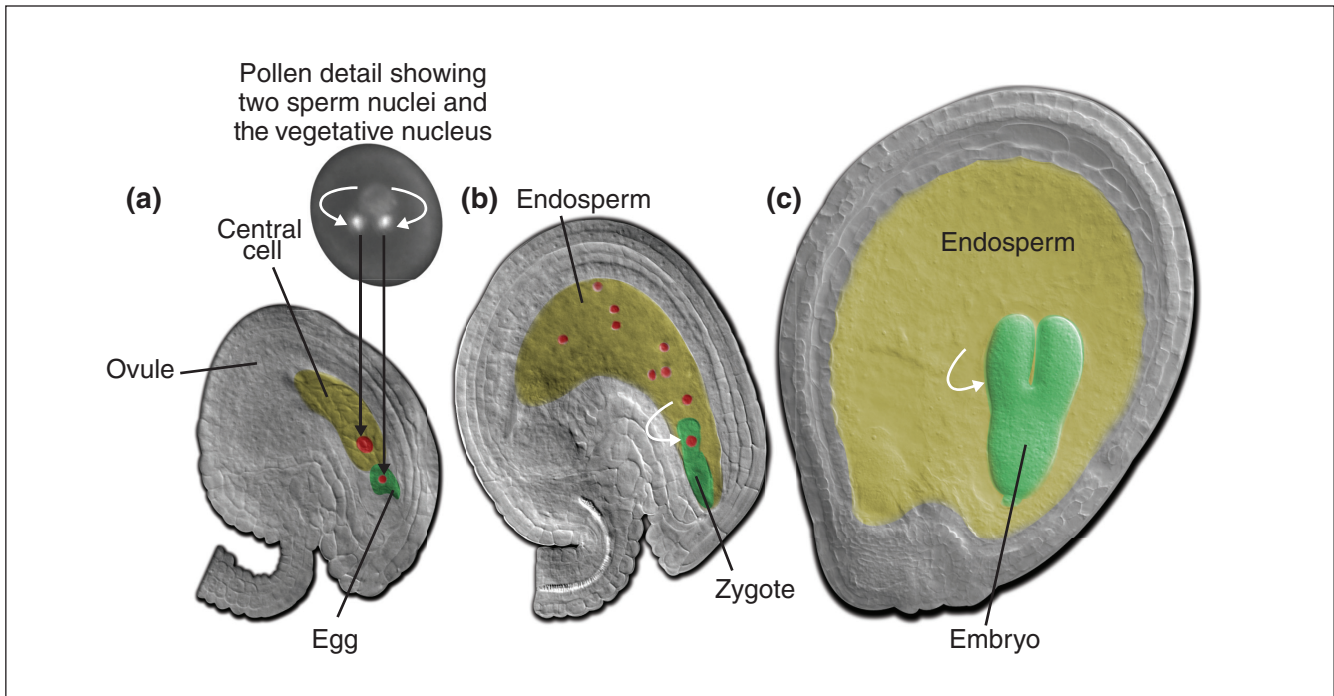 Pollen detail showing
two sperm nuclei and
the vegetative nucleus
(a)
Central
cell
Ovule
Egg
(b)
Endosperm
Zygote
(c)
Endosperm
Embryo